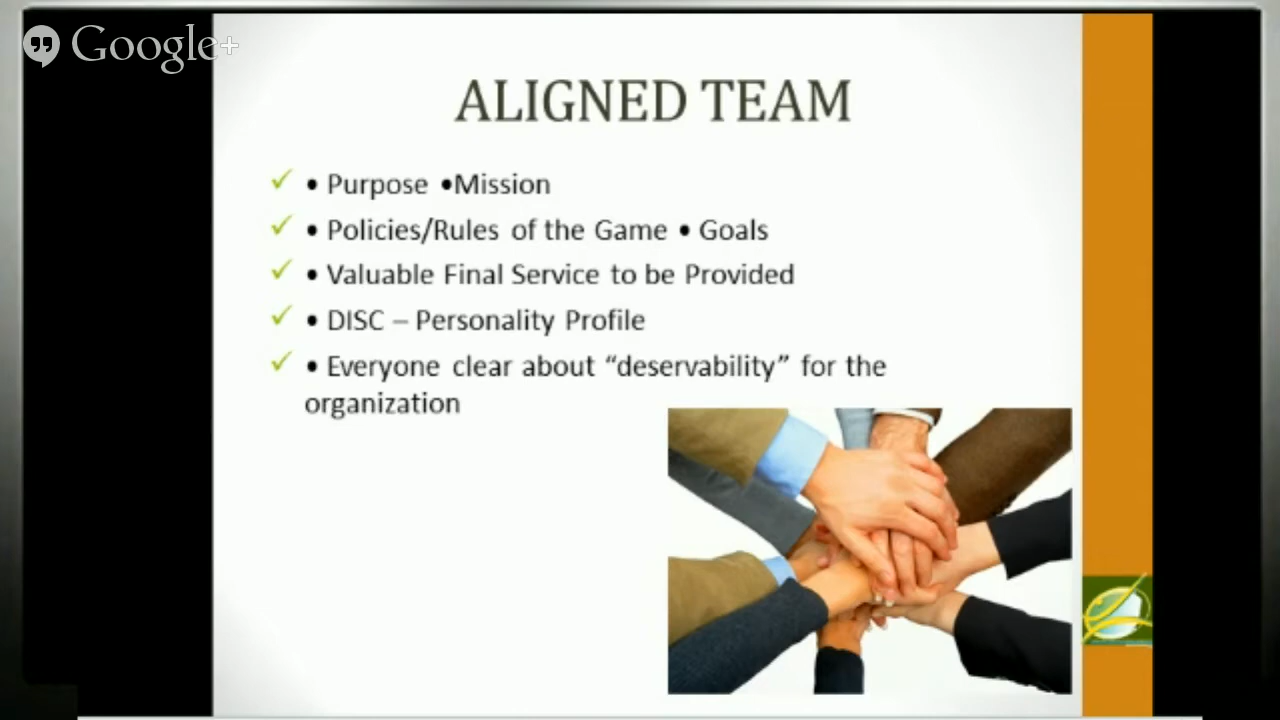 Google+
ALIGNED TEAM
• Purpose •Mission
• Policies/Rules of the Game • Goals
• Valuable Final Service to be Provided
• DISC – Personality Profile
• Everyone clear about “deservability” for the
organization